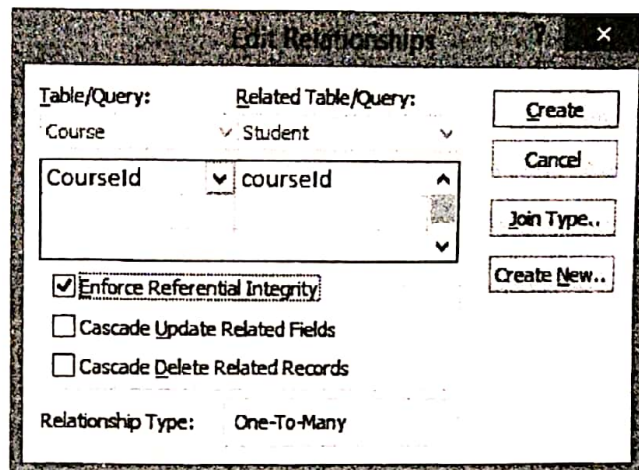 Edit Relationships ? ×
Table/Query: Related Table/Query:
Course Student
CourseId courseId
Enforce Referential Integrity
Cascade Update Related Fields
Cascade Delete Related Records
Relationship Type: One-To-Many
Create
Cancel
Join Type..
Create New..